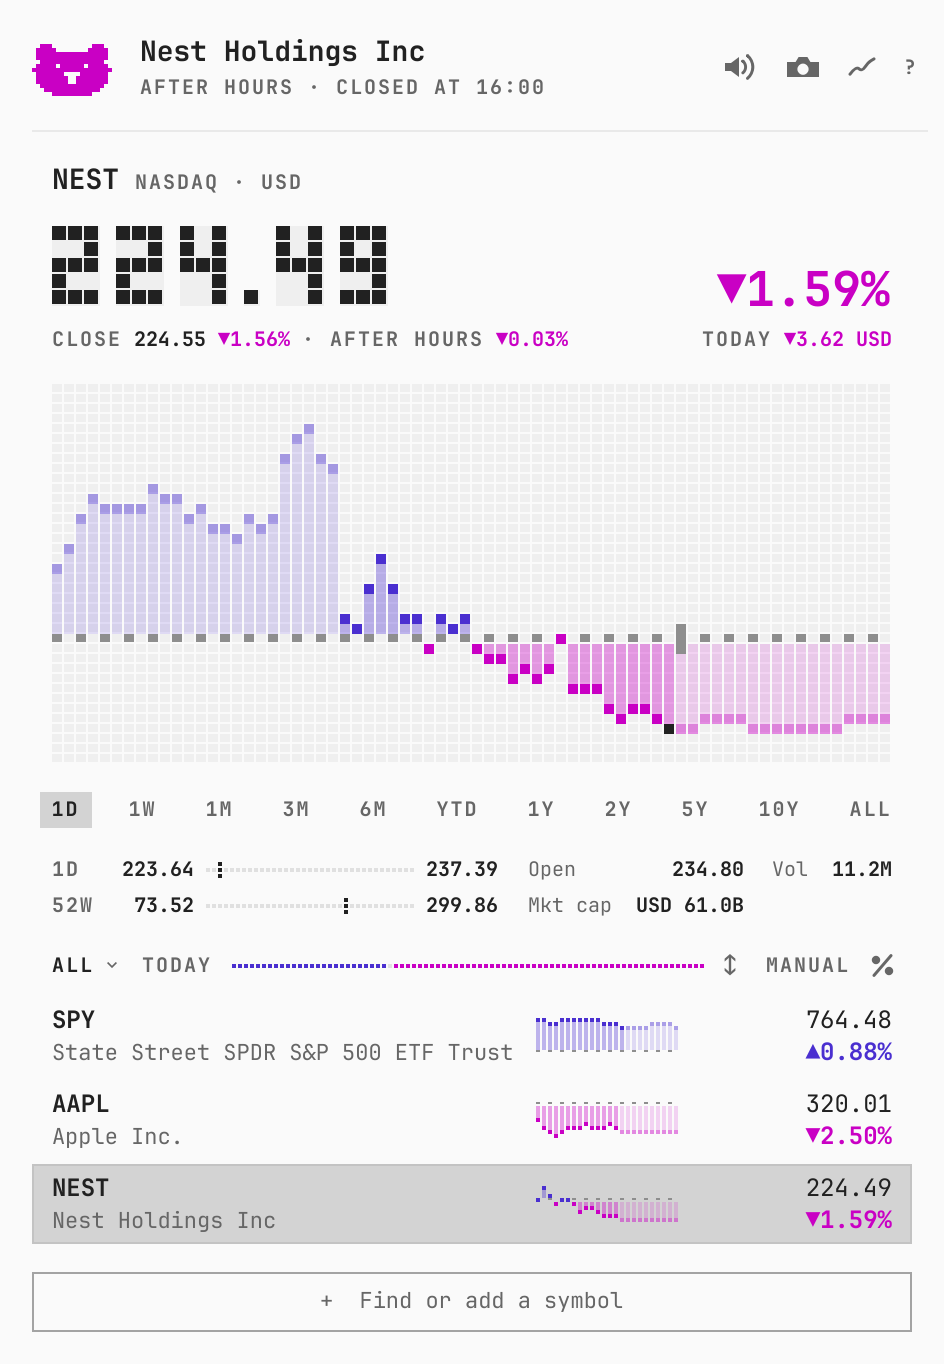 Nest Holdings Inc
AFTER HOURS · CLOSED AT 16:00
?
NEST NASDAQ · USD
224.49
▼1.59%
CLOSE 224.55 ▼1.56% · AFTER HOURS ▼0.03%
TODAY ▼3.62 USD
1D 1W 1M 3M 6M YTD 1Y 2Y 5Y 10Y ALL
1D 223.64 237.39 Open 234.80 Vol 11.2M
52W 73.52 299.86 Mkt cap USD 61.0B
ALL TODAY MANUAL %
SPY 764.48
State Street SPDR S&P 500 ETF Trust ▲0.88%
AAPL 320.01
Apple Inc. ▼2.50%
NEST 224.49
Nest Holdings Inc ▼1.59%
+ Find or add a symbol